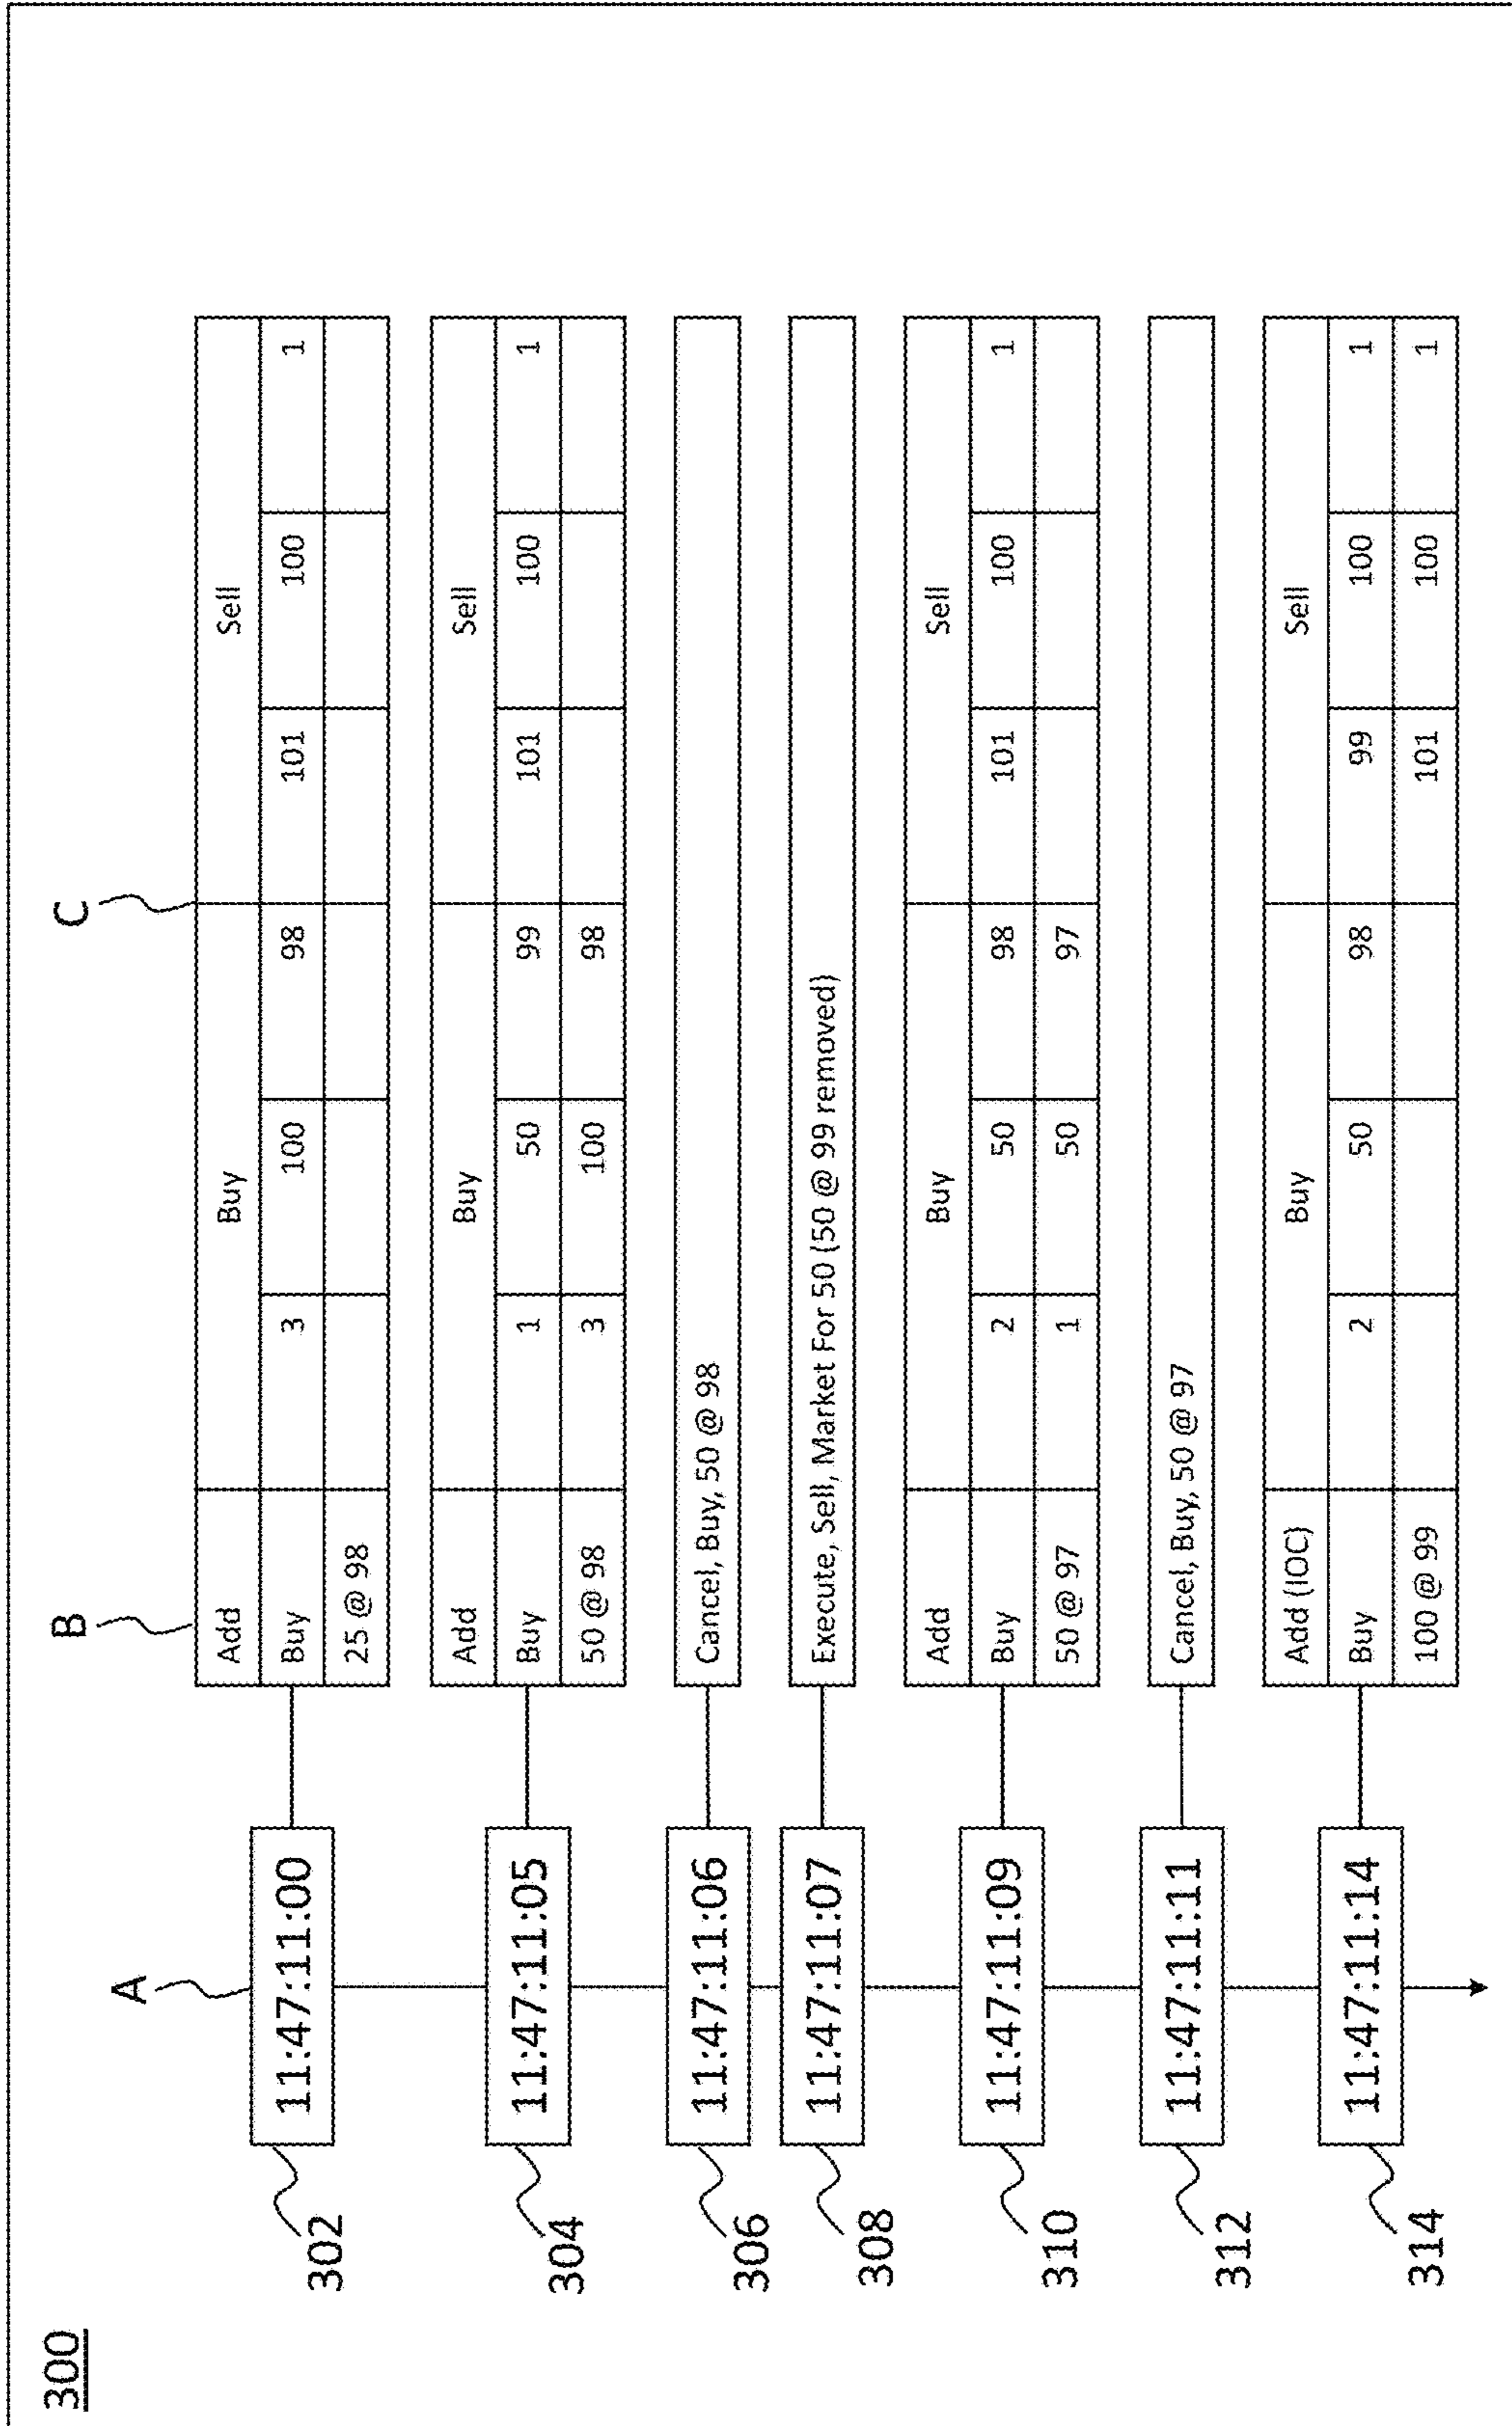 300
A
B
C
302
11:47:11:00
Add Buy Sell
Buy 3 100 98 101 100 1
25 @ 98
304
11:47:11:05
Add Buy Sell
Buy 1 50 99 101 100 1
50 @ 98 3 100 98
306
11:47:11:06
Cancel, Buy, 50 @ 98
308
11:47:11:07
Execute, Sell, Market For 50 (50 @ 99 removed)
310
11:47:11:09
Add Buy Sell
Buy 2 50 98 101 100 1
50 @ 97 1 50 97
312
11:47:11:11
Cancel, Buy, 50 @ 97
314
11:47:11:14
Add (IOC) Buy Sell
Buy 2 50 98 99 100 1
100 @ 99 101 100 1